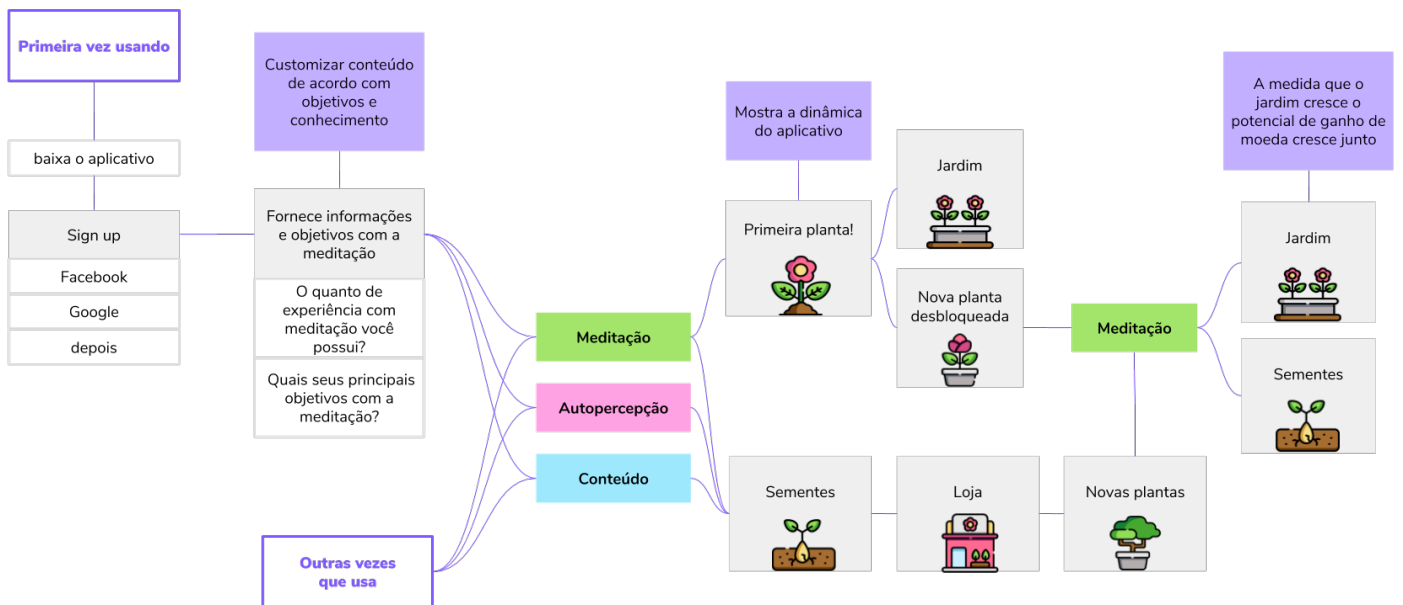 Primeira vez usando
baixa o aplicativo
Sign up
Facebook
Google
depois
Customizar conteúdo
de acordo com
objetivos e
conhecimento
Fornece informações
e objetivos com a
meditação
O quanto de
experiência com
meditação você
possui?
Quais seus principais
objetivos com a
meditação?
Outras vezes
que usa
Meditação
Autopercepção
Conteúdo
Mostra a dinâmica
do aplicativo
Primeira planta!
Jardim
Nova planta
desbloqueada
Sementes
Loja
Novas plantas
Meditação
A medida que o
jardim cresce o
potencial de ganho de
moeda cresce junto
Jardim
Sementes